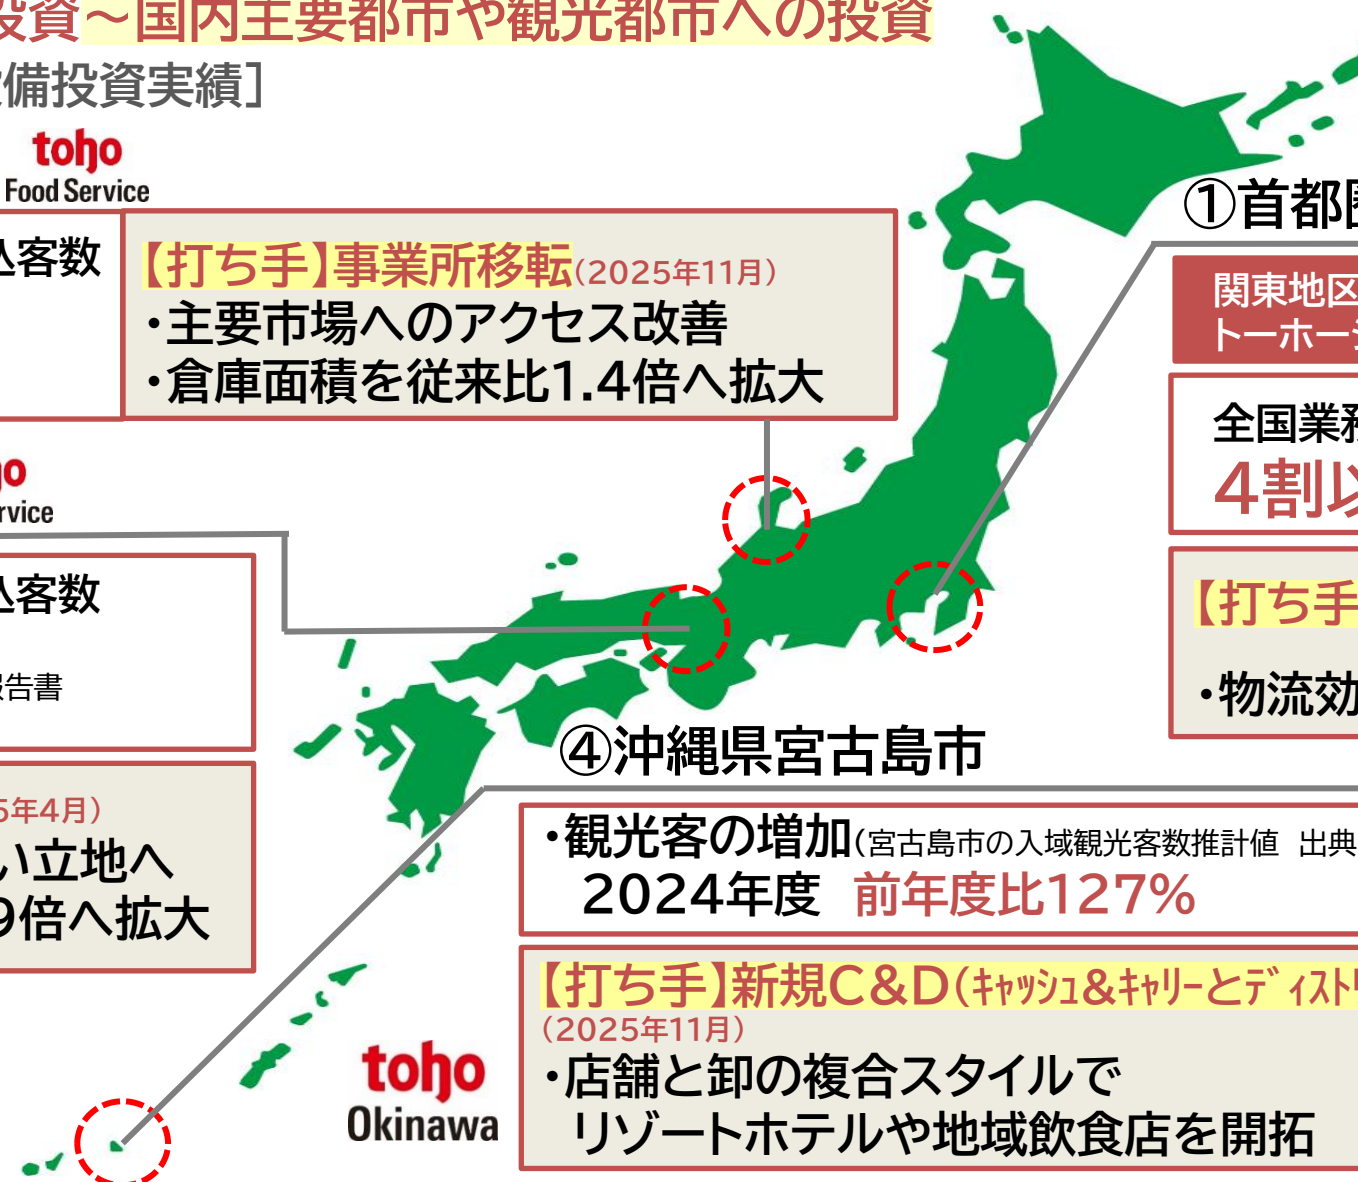 投資～国内主要都市や観光都市への投資
備投資実績]
toho
Food Service
込客数
【打ち手】事業所移転(2025年11月)
・主要市場へのアクセス改善
・倉庫面積を従来比1.4倍へ拡大
①首都圏
関東地区
トーホー
全国業務
4割以
【打ち手
・物流効
ho
rvice
込客数
報告書
5年4月)
い立地へ
9倍へ拡大
④沖縄県宮古島市
・観光客の増加(宮古島市の入域観光客数推計値 出典
2024年度 前年度比127%
【打ち手】新規C&D(ｷｬｯｼｭ&ｷｬﾘｰとﾃﾞｨｽﾄﾘ
(2025年11月)
・店舗と卸の複合スタイルで
リゾートホテルや地域飲食店を開拓
toho
Okinawa